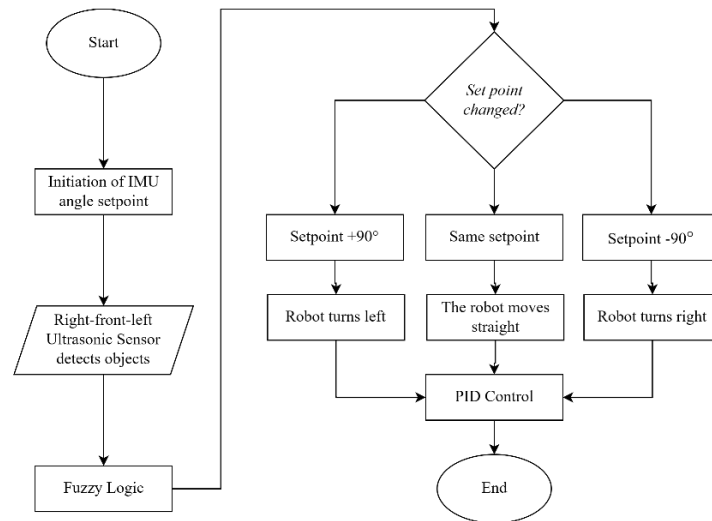 Start
Initiation of IMU
angle setpoint
Right-front-left
Ultrasonic Sensor
detects objects
Fuzzy Logic
Set point
changed?
Setpoint +90°
Robot turns left
Same setpoint
The robot moves
straight
Setpoint -90°
Robot turns right
PID Control
End